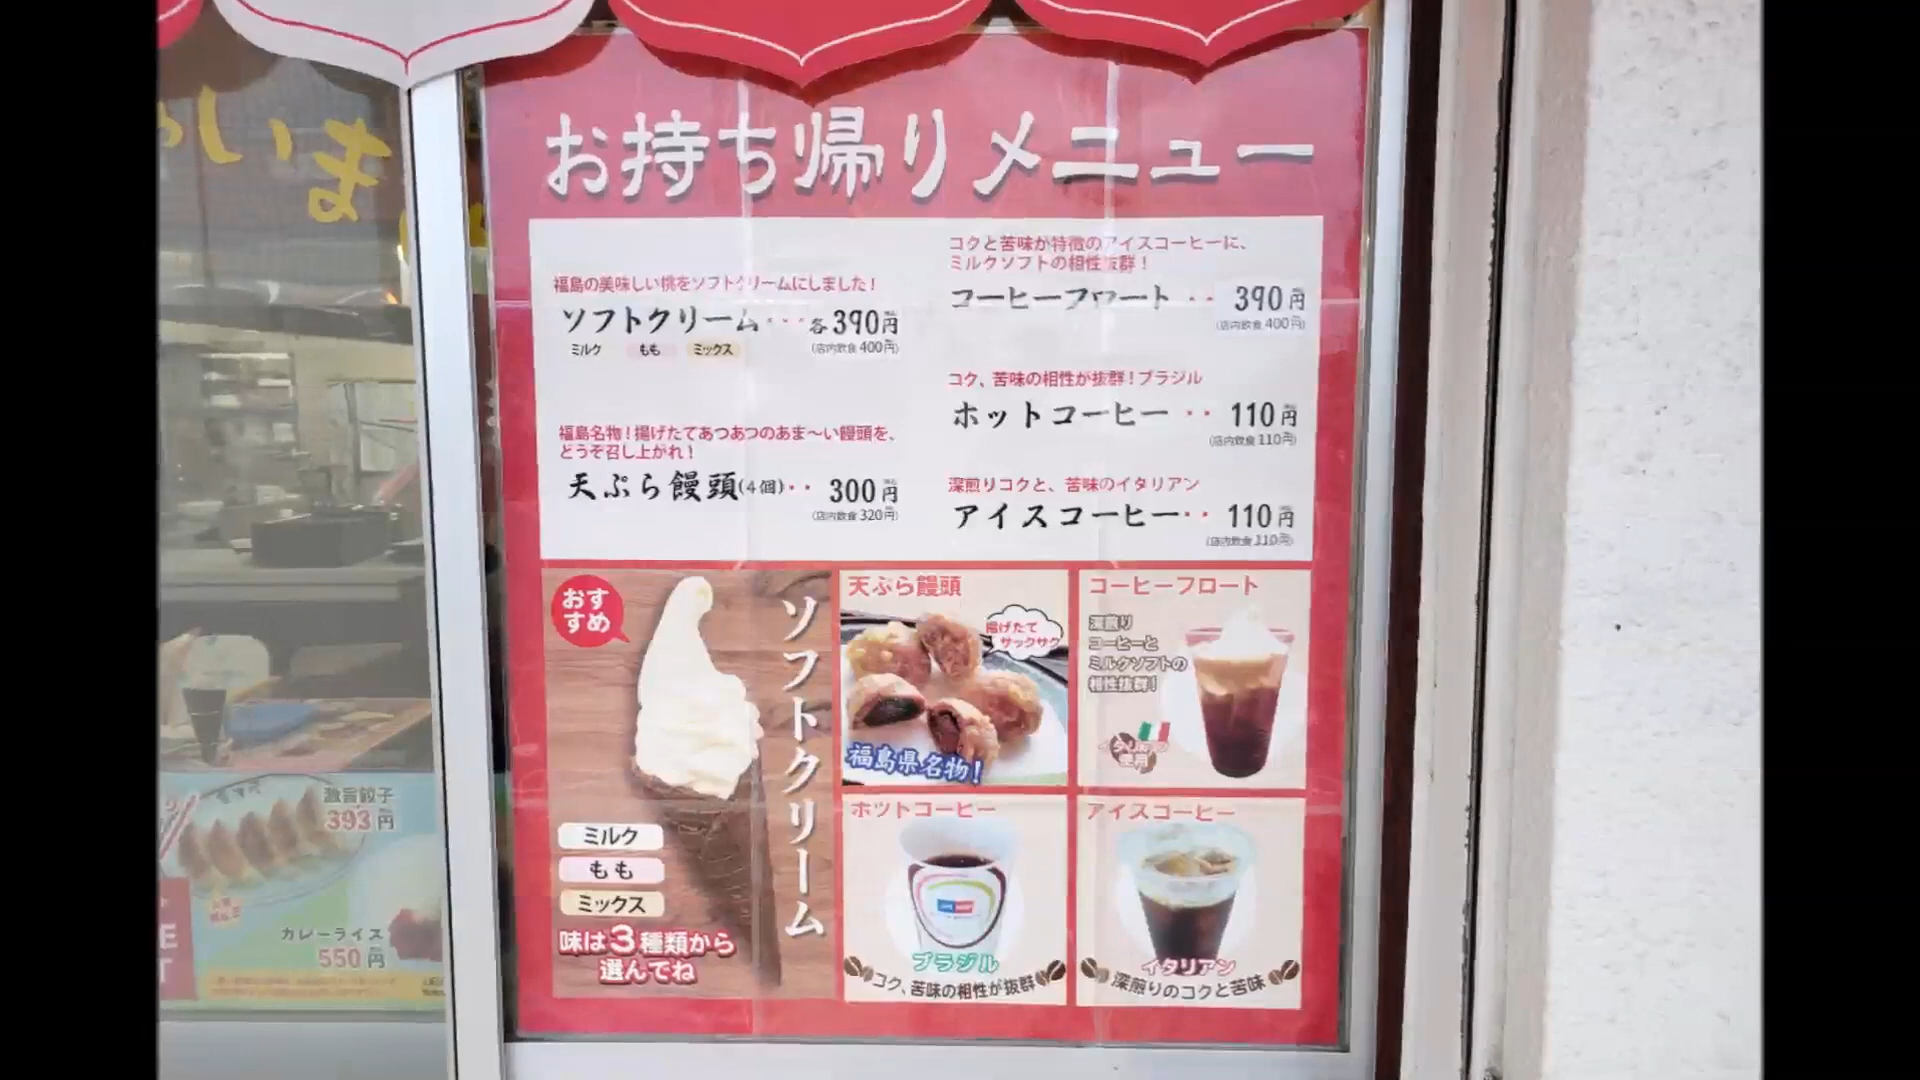 お持ち帰りメニュー
福島の美味しい桃をソフトクリームにしました!
ソフトクリーム・・・各390円
(店内飲食400円)
ミルク もも ミックス
福島名物!揚げたてあつあつのあま〜い饅頭を、
どうぞ召し上がれ!
天ぷら饅頭(4個)・・300円
(店内飲食320円)
コクと苦味が特徴のアイスコーヒーに、
ミルクソフトの相性抜群!
コーヒーフロート・・390円
(店内飲食400円)
コク、苦味の相性が抜群!ブラジル
ホットコーヒー・・110円
(店内飲食110円)
深煎りコクと、苦味のイタリアン
アイスコーヒー・・110円
(店内飲食110円)
おす
すめ
ソフトクリーム
ミルク
もも
ミックス
味は3種類から
選んでね
天ぷら饅頭
揚げたて
サックサク
福島県名物!
コーヒーフロート
深煎り
コーヒーと
ミルクソフトの
相性抜群!
イタリアン
使用
ホットコーヒー
ブラジル
コク、苦味の相性が抜群
アイスコーヒー
イタリアン
深煎りのコクと苦味
激旨餃子
393円
カレーライス
550円